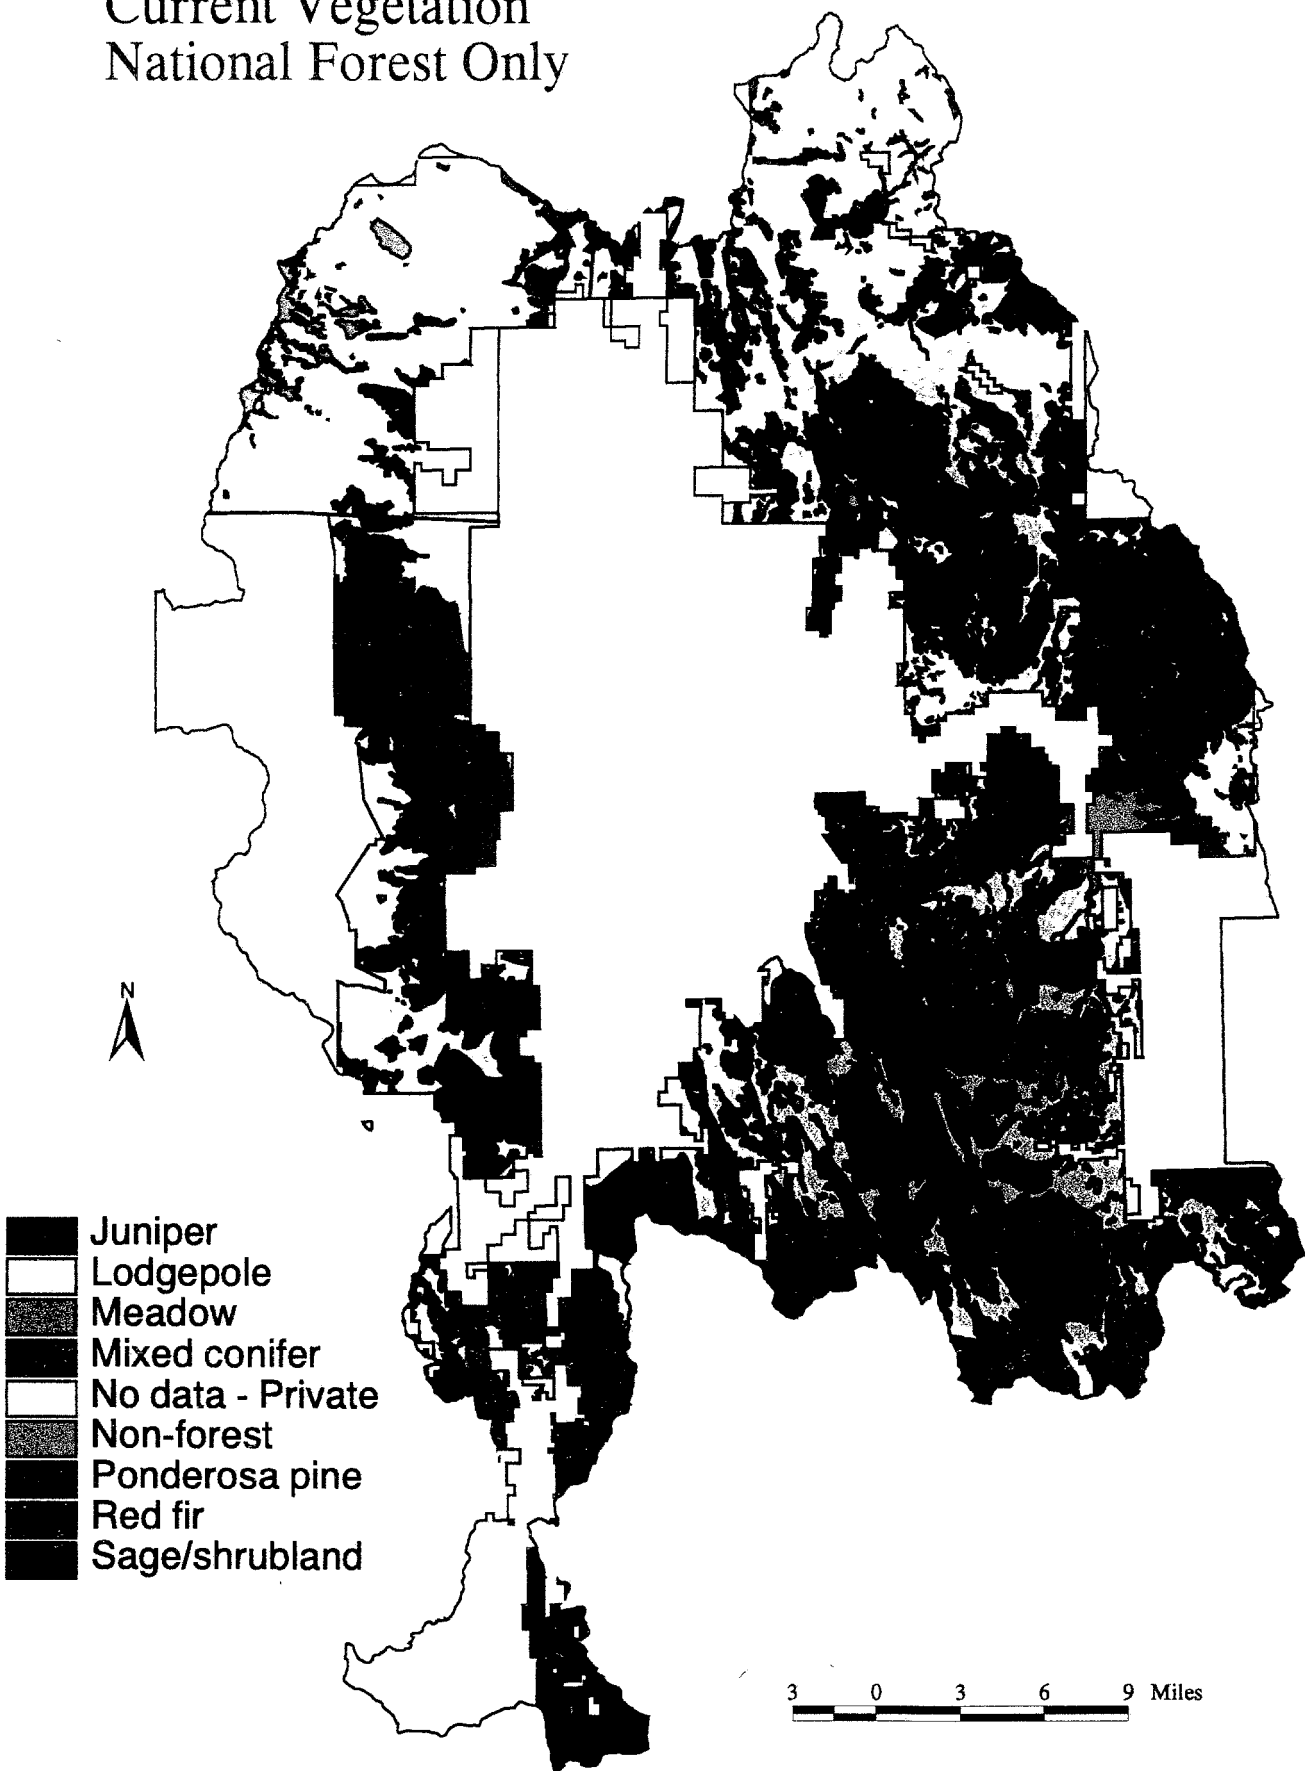 Current Vegetation
National Forest Only
N
Juniper
Lodgepole
Meadow
Mixed conifer
No data - Private
Non-forest
Ponderosa pine
Red fir
Sage/shrubland
3 0 3 6 9 Miles